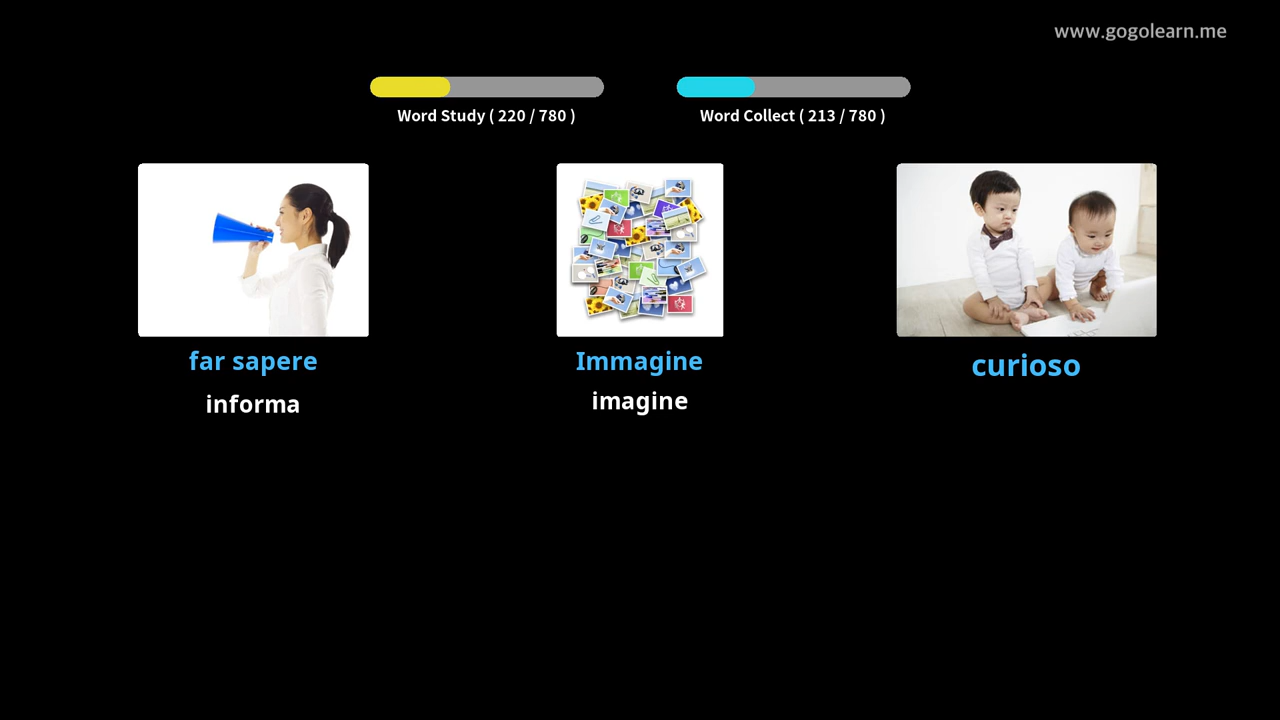 www.gogolearn.me
Word Study ( 220 / 780 )
Word Collect ( 213 / 780 )
far sapere
informa
Immagine
imagine
curioso